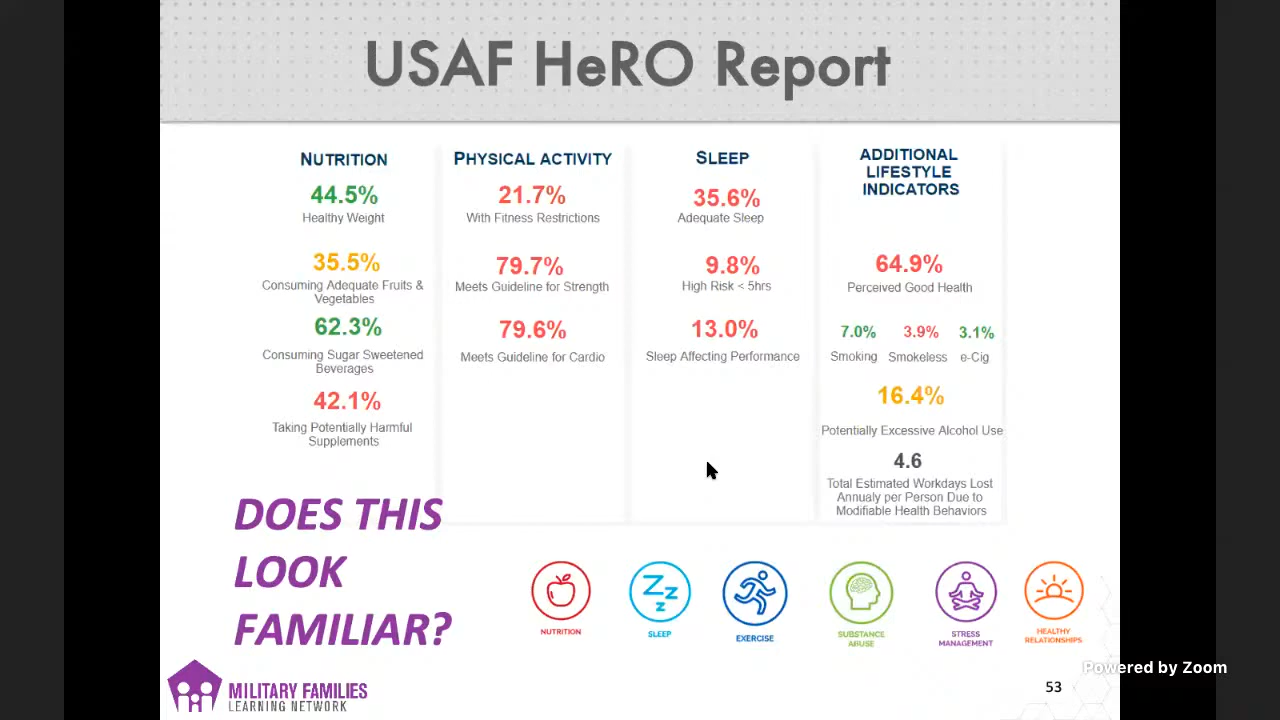 USAF HeRO Report
NUTRITION
44.5%
Healthy Weight
35.5%
Consuming Adequate Fruits &
Vegetables
62.3%
Consuming Sugar Sweetened
Beverages
42.1%
Taking Potentially Harmful
Supplements
PHYSICAL ACTIVITY
21.7%
With Fitness Restrictions
79.7%
Meets Guideline for Strength
79.6%
Meets Guideline for Cardio
SLEEP
35.6%
Adequate Sleep
9.8%
High Risk < 5hrs
13.0%
Sleep Affecting Performance
ADDITIONAL
LIFESTYLE
INDICATORS
64.9%
Perceived Good Health
7.0% 3.9% 3.1%
Smoking Smokeless e-Cig
16.4%
Potentially Excessive Alcohol Use
4.6
Total Estimated Workdays Lost
Annualy per Person Due to
Modifiable Health Behaviors
DOES THIS
LOOK
FAMILIAR?
Zzz
NUTRITION
SLEEP
EXERCISE
SUBSTANCE
ABUSE
STRESS
MANAGEMENT
HEALTHY
RELATIONSHIPS
MILITARY FAMILIES
LEARNING NETWORK
53
Powered by Zoom